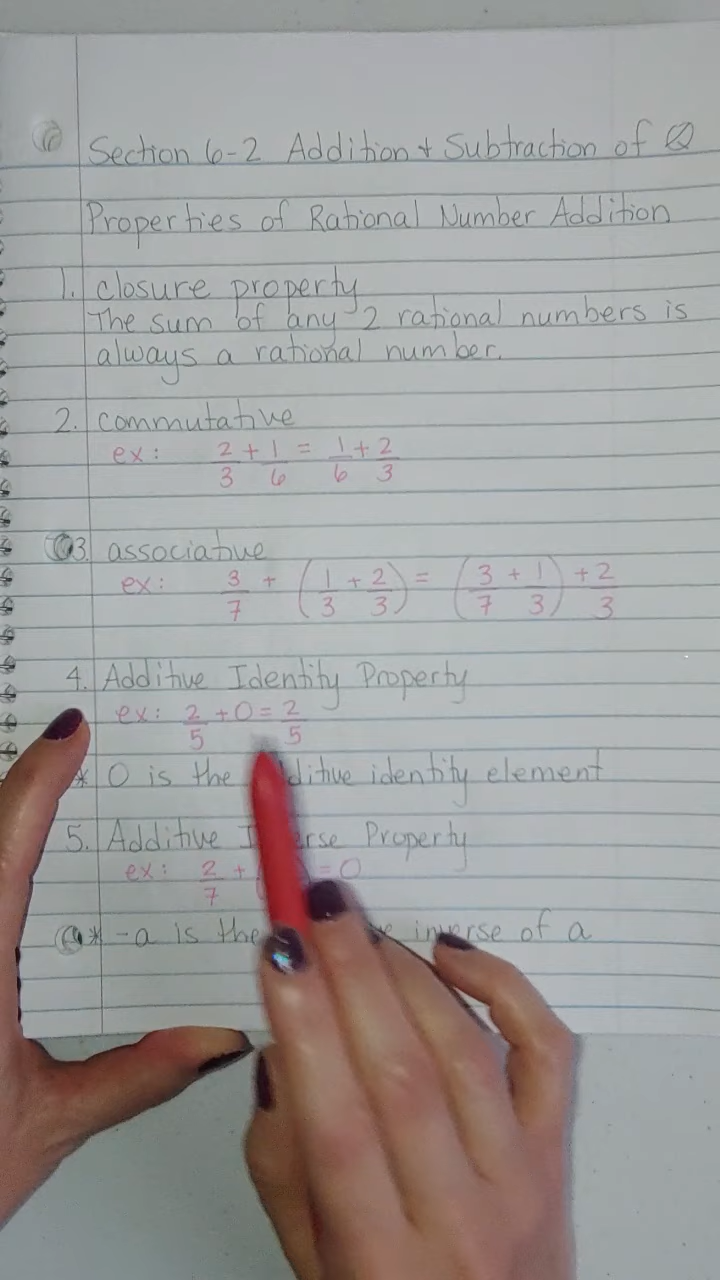 Section 6-2 Addition + Subtraction of ℚ
Properties of Rational Number Addition
1. closure property
The sum of any 2 rational numbers is
always a rational number.
2. commutative
ex: 2/3 + 1/6 = 1/6 + 2/3
3. associative
ex: 3/7 + (1/3 + 2/3) = (3/7 + 1/3) + 2/3
4. Additive Identity Property
ex: 2/5 + 0 = 2/5
* 0 is the identity element
5. Additive Property
ex: 2/7 + = 0
* -a is the inverse of a